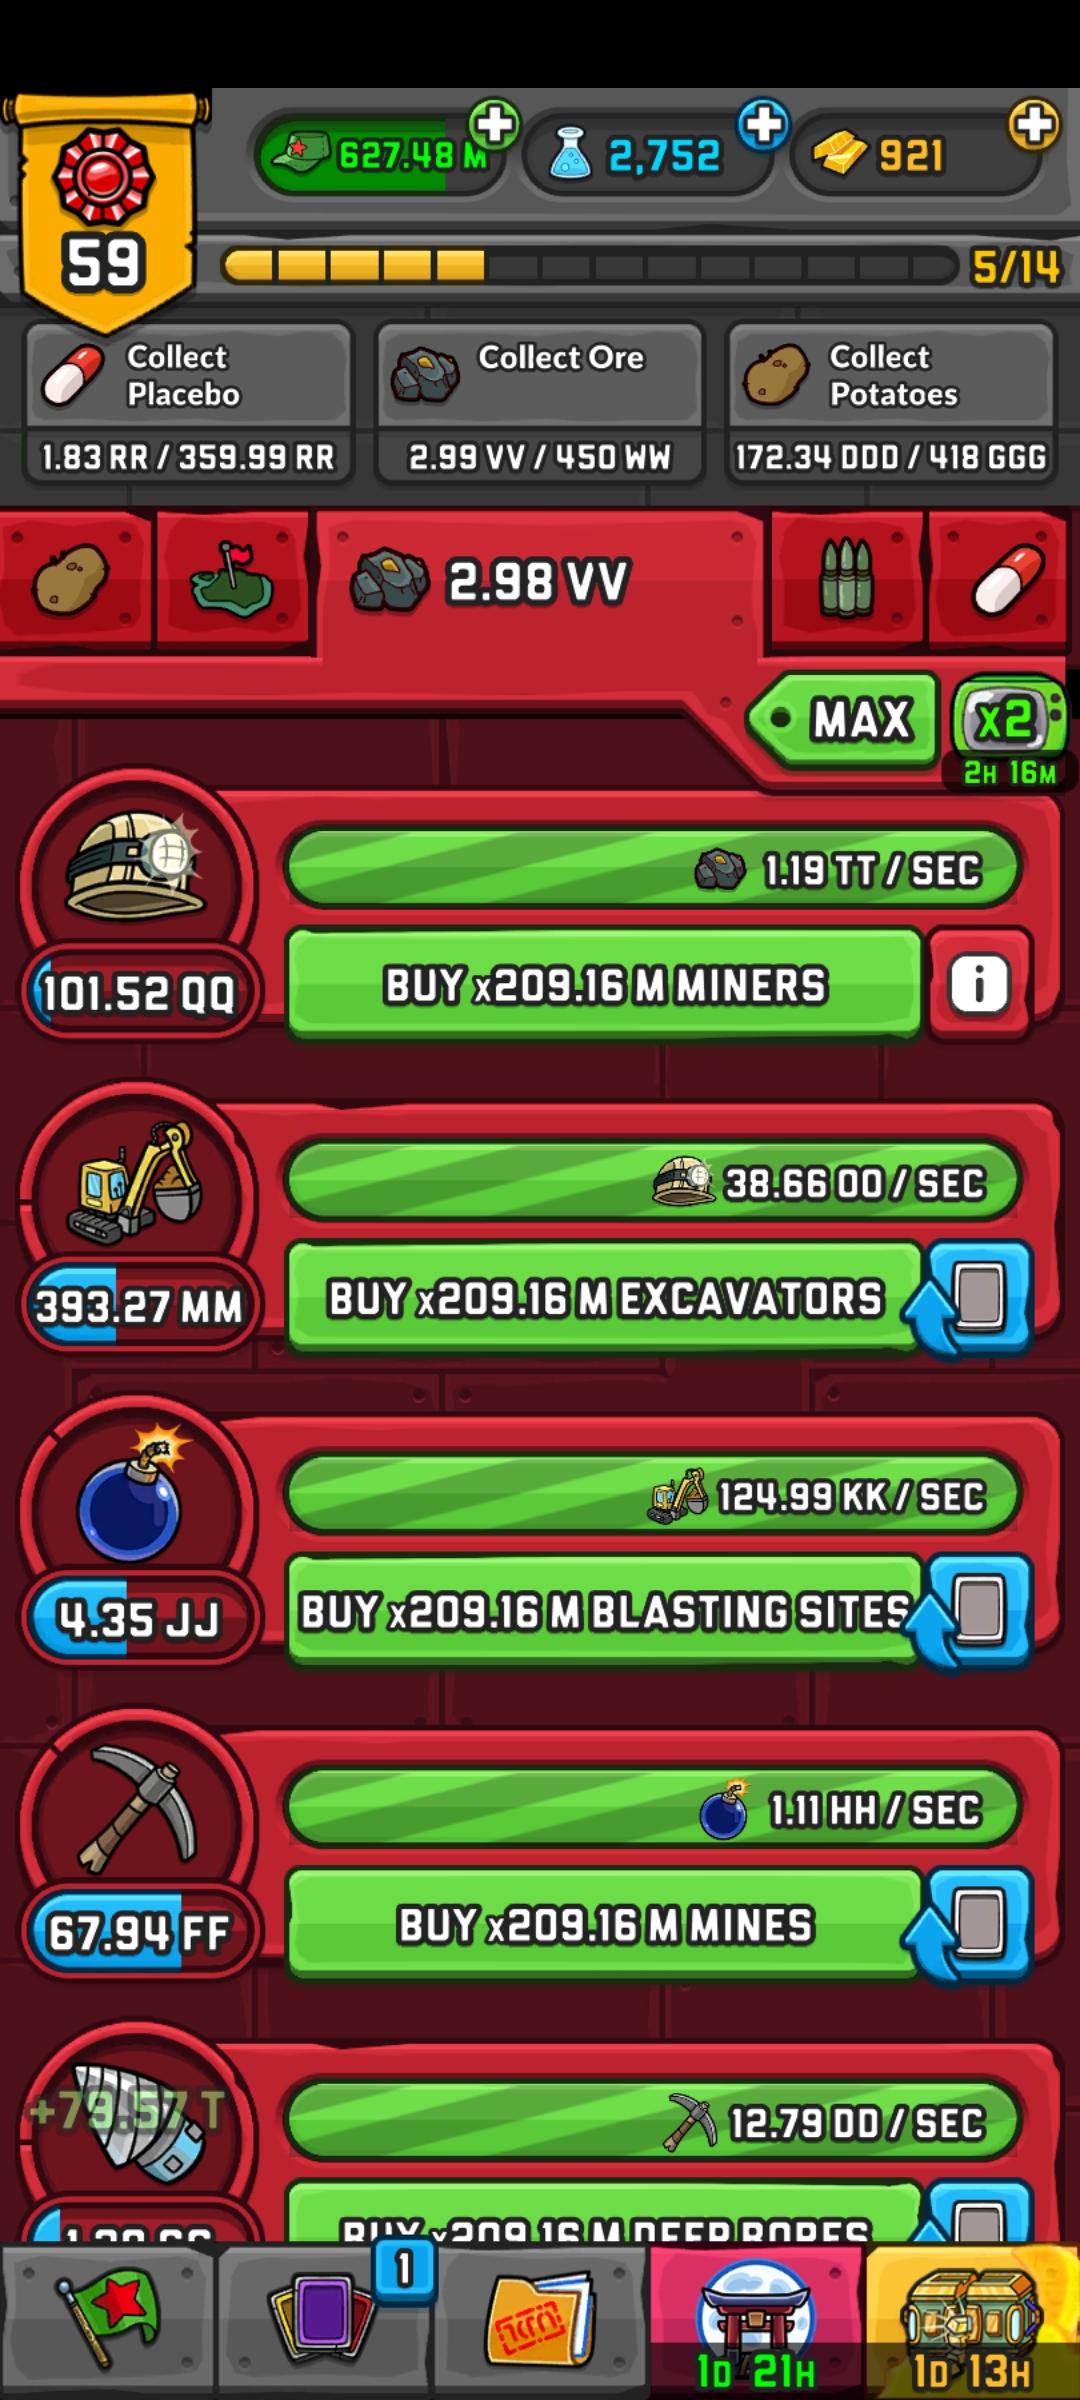 627.48 M
2,752
921
59
5/14
Collect
Placebo
1.83 RR / 359.99 RR
Collect Ore
2.99 VV / 450 WW
Collect
Potatoes
172.34 DDD / 418 GGG
2.98 VV
MAX
x2
2H 16M
1.19 TT / SEC
101.52 QQ
BUY x209.16 M MINERS
i
38.66 OO / SEC
393.27 MM
BUY x209.16 M EXCAVATORS
124.99 KK / SEC
4.35 JJ
BUY x209.16 M BLASTING SITES
1.11 HH / SEC
67.94 FF
BUY x209.16 M MINES
+79.57 T
12.79 DD / SEC
BUY x209.16 M DEEP BORES
1
1D 21H
1D 13H